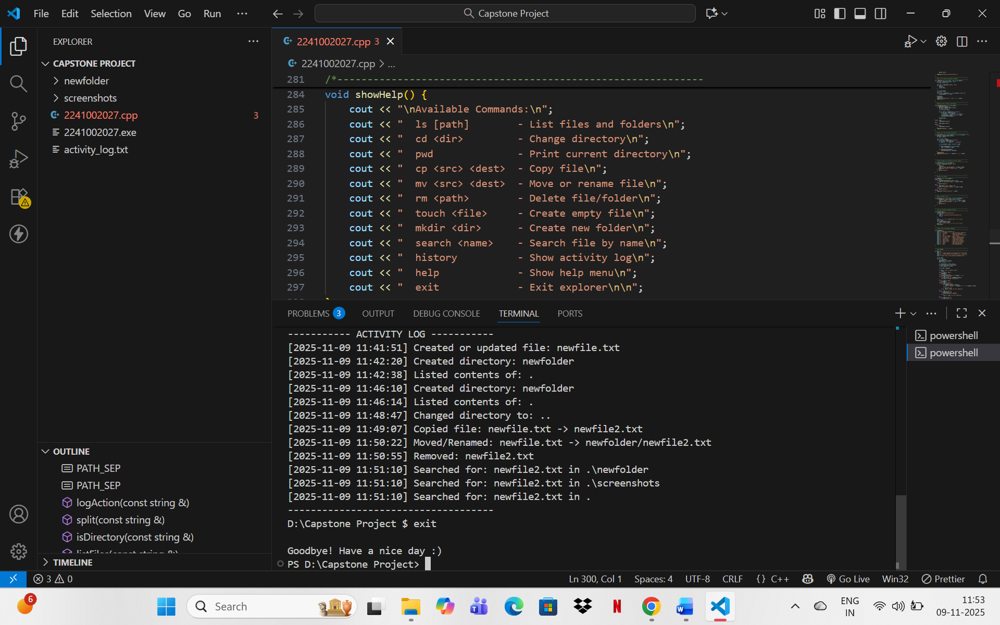 File Edit Selection View Go Run ···
Capstone Project
EXPLORER
CAPSTONE PROJECT
newfolder
screenshots
2241002027.cpp 3
2241002027.exe
activity_log.txt
OUTLINE
PATH_SEP
PATH_SEP
logAction(const string &)
split(const string &)
isDirectory(const string &)
listFiles(const string &)
TIMELINE
2241002027.cpp 3
2241002027.cpp > ...
281 /*-------------------------------------------------------------
284 void showHelp() {
285 cout << "\nAvailable Commands:\n";
286 cout << "  ls [path]        - List files and folders\n";
287 cout << "  cd <dir>         - Change directory\n";
288 cout << "  pwd              - Print current directory\n";
289 cout << "  cp <src> <dest>  - Copy file\n";
290 cout << "  mv <src> <dest>  - Move or rename file\n";
291 cout << "  rm <path>        - Delete file/folder\n";
292 cout << "  touch <file>     - Create empty file\n";
293 cout << "  mkdir <dir>      - Create new folder\n";
294 cout << "  search <name>    - Search file by name\n";
295 cout << "  history          - Show activity log\n";
296 cout << "  help             - Show help menu\n";
297 cout << "  exit             - Exit explorer\n\n";
PROBLEMS 3 OUTPUT DEBUG CONSOLE TERMINAL PORTS
----------- ACTIVITY LOG -----------
[2025-11-09 11:41:51] Created or updated file: newfile.txt
[2025-11-09 11:42:20] Created directory: newfolder
[2025-11-09 11:42:38] Listed contents of: .
[2025-11-09 11:46:10] Created directory: newfolder
[2025-11-09 11:46:14] Listed contents of: .
[2025-11-09 11:48:47] Changed directory to: ..
[2025-11-09 11:49:07] Copied file: newfile.txt -> newfile2.txt
[2025-11-09 11:50:22] Moved/Renamed: newfile.txt -> newfolder/newfile2.txt
[2025-11-09 11:50:55] Removed: newfile2.txt
[2025-11-09 11:51:10] Searched for: newfile2.txt in .\newfolder
[2025-11-09 11:51:10] Searched for: newfile2.txt in .\screenshots
[2025-11-09 11:51:10] Searched for: newfile2.txt in .
------------------------------------
D:\Capstone Project $ exit
Goodbye! Have a nice day :)
PS D:\Capstone Project>
powershell
powershell
3 0
Ln 300, Col 1 Spaces: 4 UTF-8 CRLF {} C++ Go Live Win32 Prettier
6
Search
ENG
IN
11:53
09-11-2025